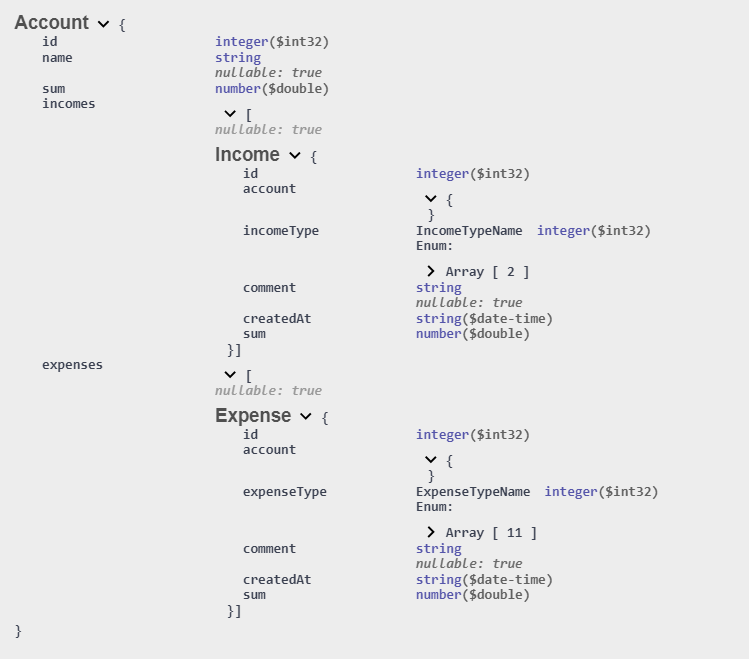 Account {
id integer($int32)
name string
nullable: true
sum number($double)
incomes
[
nullable: true
Income {
id integer($int32)
account
{
}
incomeType IncomeTypeName integer($int32)
Enum:
Array [ 2 ]
comment string
nullable: true
createdAt string($date-time)
sum number($double)
}]
expenses
[
nullable: true
Expense {
id integer($int32)
account
{
}
expenseType ExpenseTypeName integer($int32)
Enum:
Array [ 11 ]
comment string
nullable: true
createdAt string($date-time)
sum number($double)
}]
}